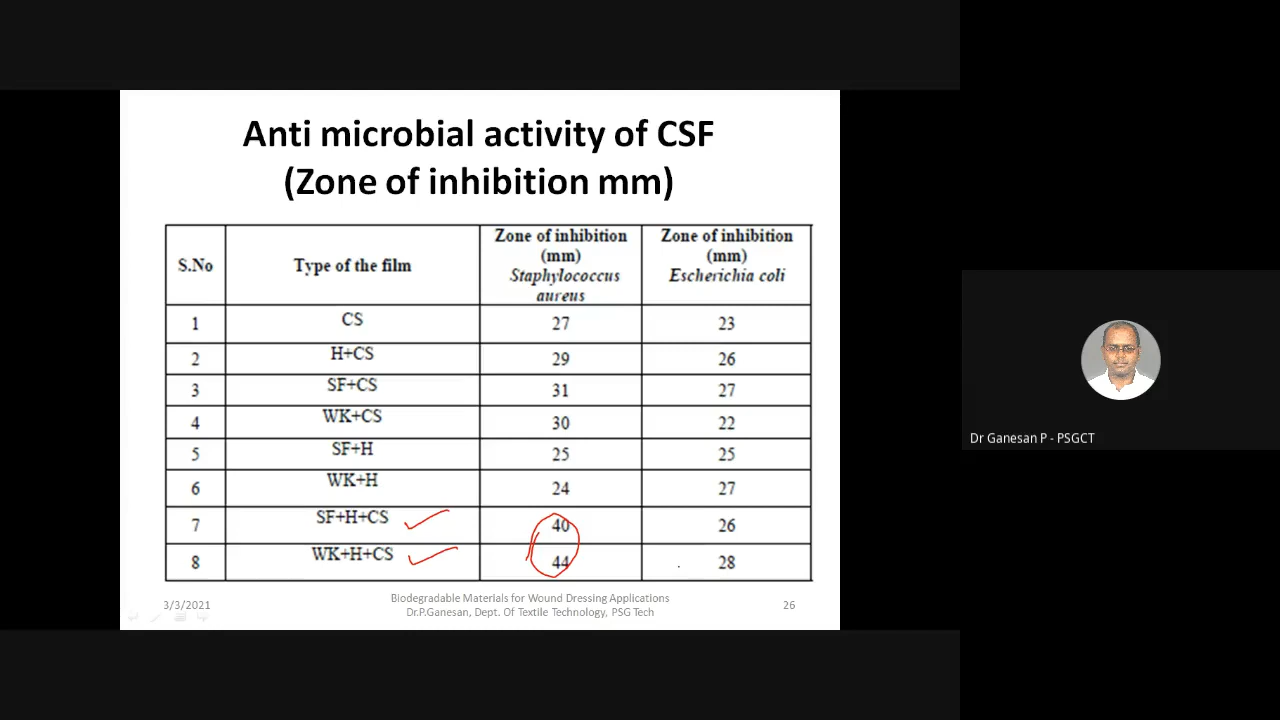 Anti microbial activity of CSF
(Zone of inhibition mm)
S.No
Type of the film
Zone of inhibition
(mm)
Staphylococcus
aureus
Zone of inhibition
(mm)
Escherichia coli
1 CS 27 23
2 H+CS 29 26
3 SF+CS 31 27
4 WK+CS 30 22
5 SF+H 25 25
6 WK+H 24 27
7 SF+H+CS 40 26
8 WK+H+CS 44 28
3/3/2021
Biodegradable Materials for Wound Dressing Applications
Dr.P.Ganesan, Dept. Of Textile Technology, PSG Tech
26
Dr Ganesan P - PSGCT